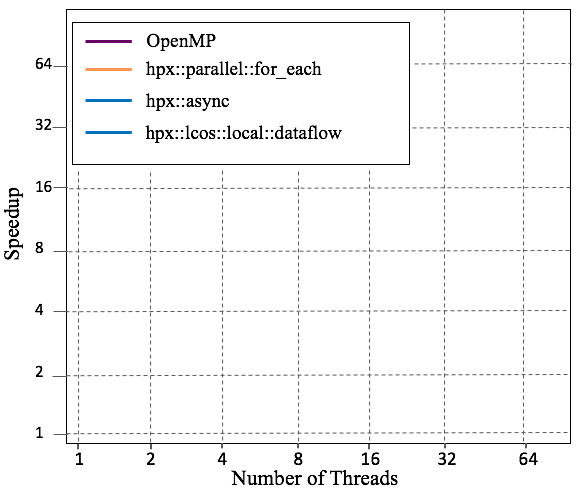 OpenMP
hpx::parallel::for_each
hpx::async
hpx::lcos::local::dataflow
64
32
16
8
4
2
1
Speedup
1 2 4 8 16 32 64
Number of Threads